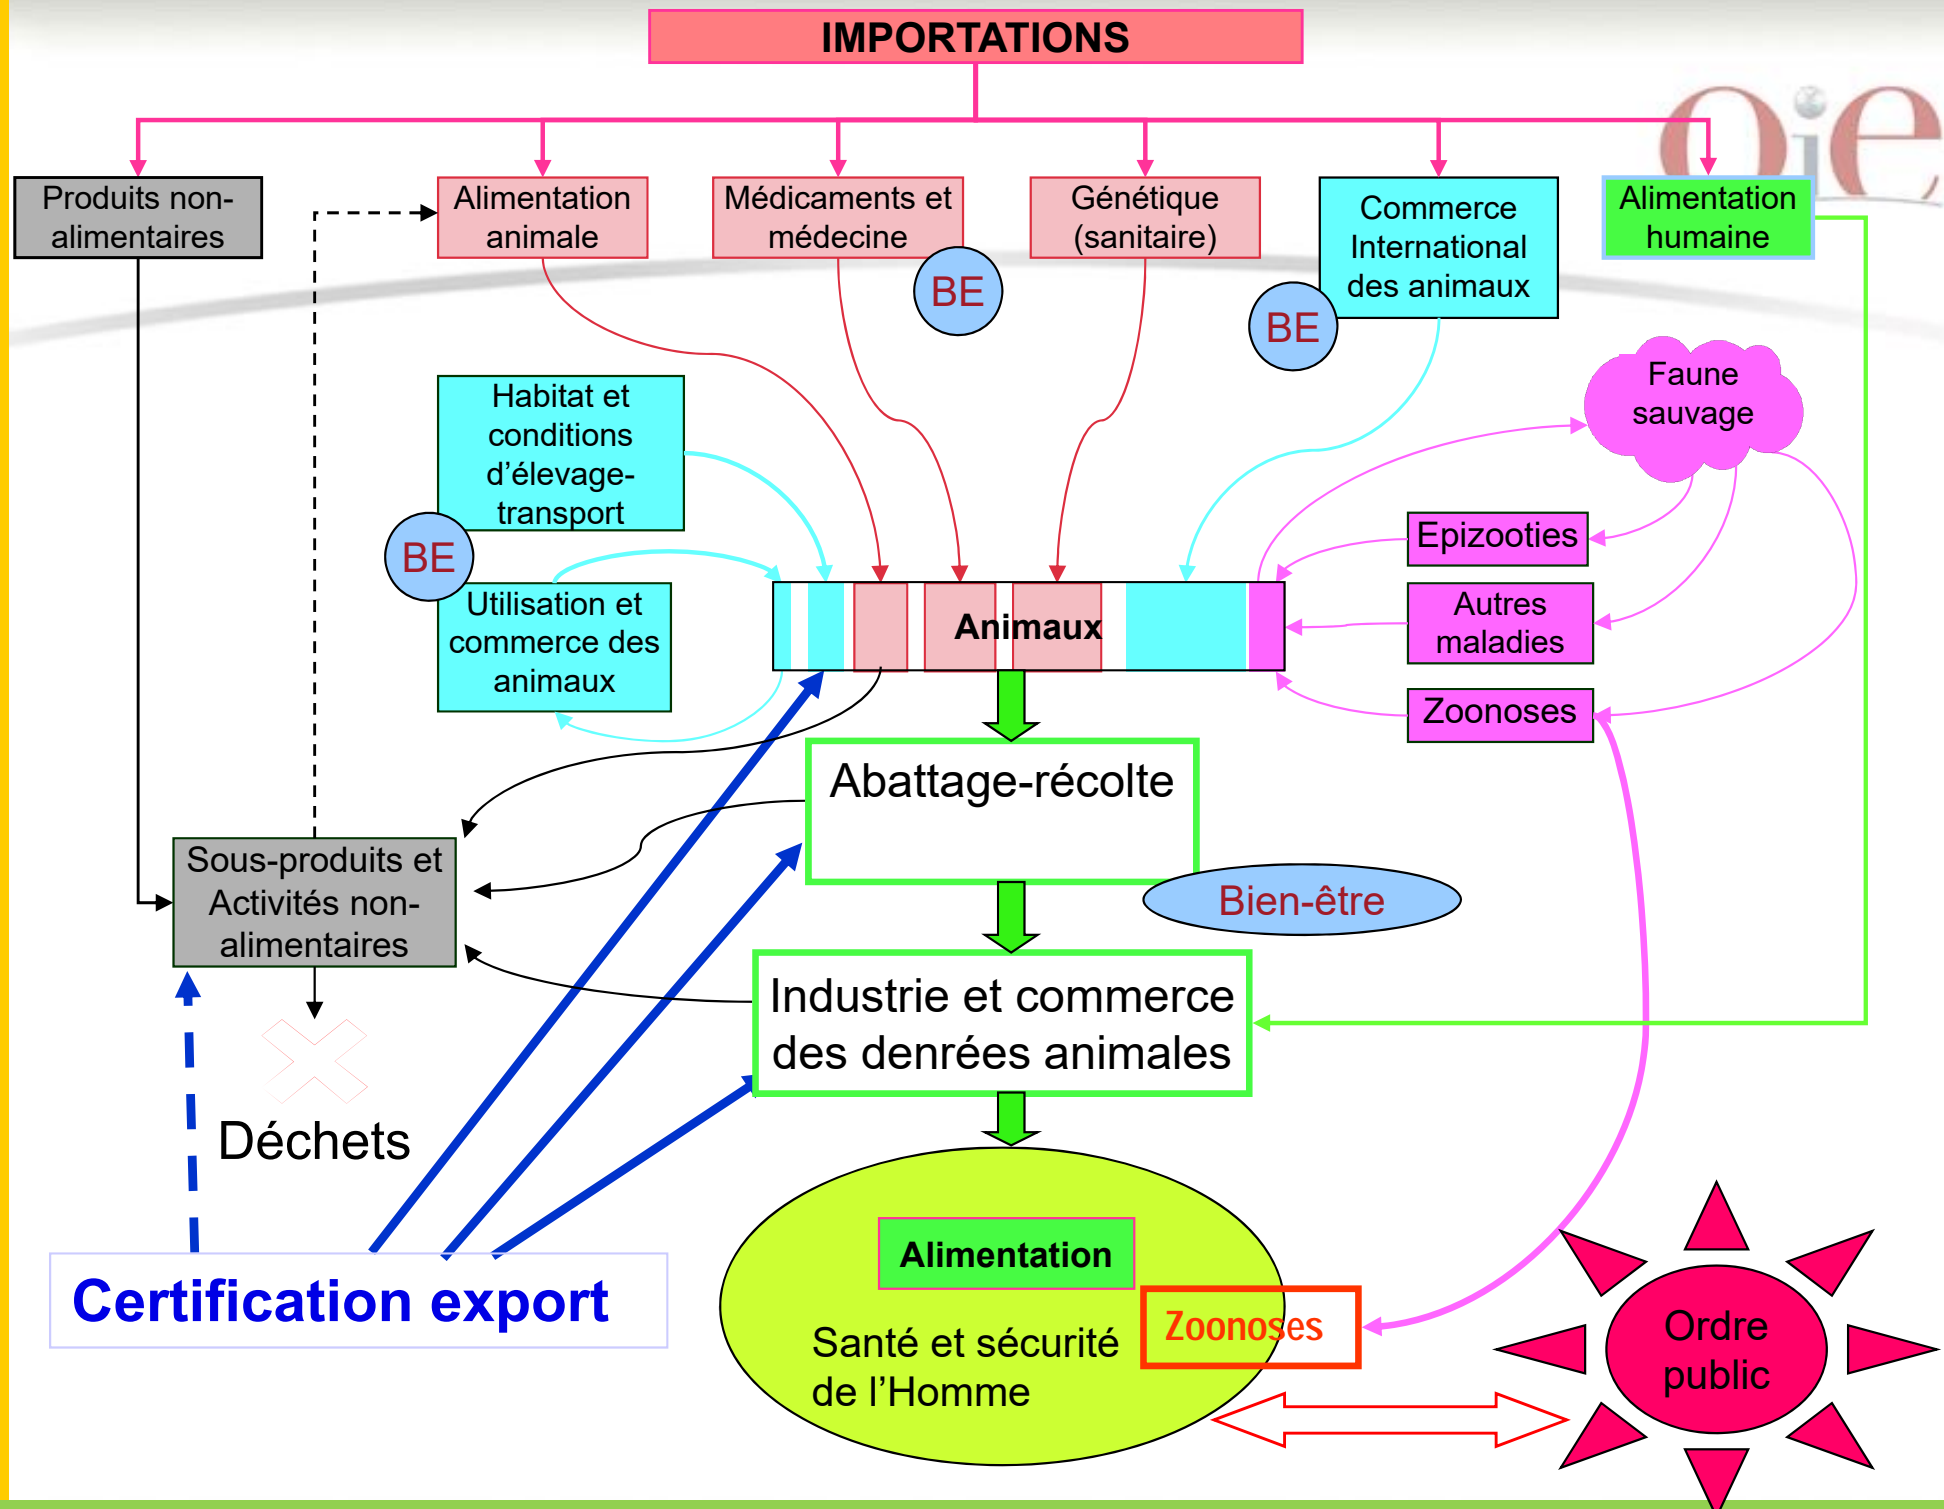 IMPORTATIONS
oie
Produits non-
alimentaires
Alimentation
animale
Médicaments et
médecine
BE
Génétique
(sanitaire)
Commerce
International
des animaux
BE
Alimentation
humaine
Faune
sauvage
Habitat et
conditions
d'élevage-
transport
BE
Utilisation et
commerce des
animaux
Animaux
Epizooties
Autres
maladies
Zoonoses
Abattage-récolte
Bien-être
Sous-produits et
Activités non-
alimentaires
Industrie et commerce
des denrées animales
Déchets
Certification export
Alimentation
Zoonoses
Santé et sécurité
de l'Homme
Ordre
public